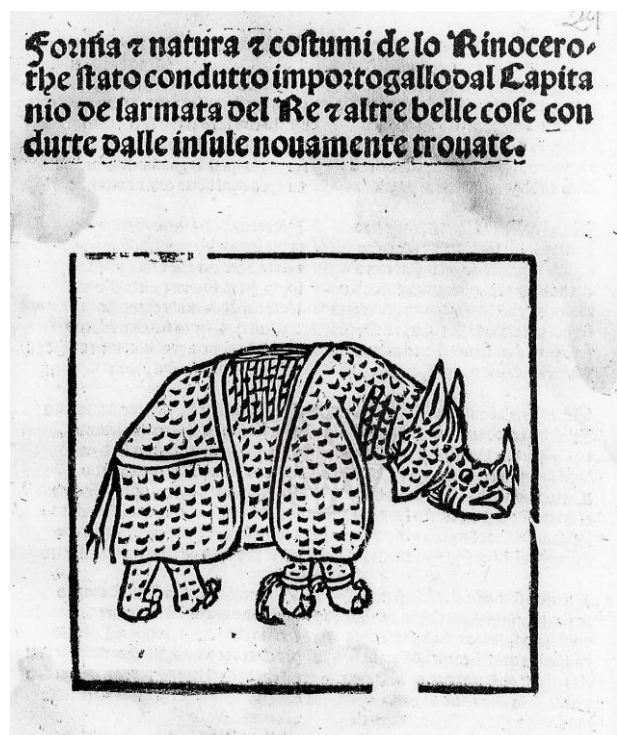 Forma ⁊ natura ⁊ costumi de lo Rinocero-
the stato condutto importogallo dal Capita
nio de larmata del Re ⁊ altre belle cose con
dutte dalle insule nouamente trouate.